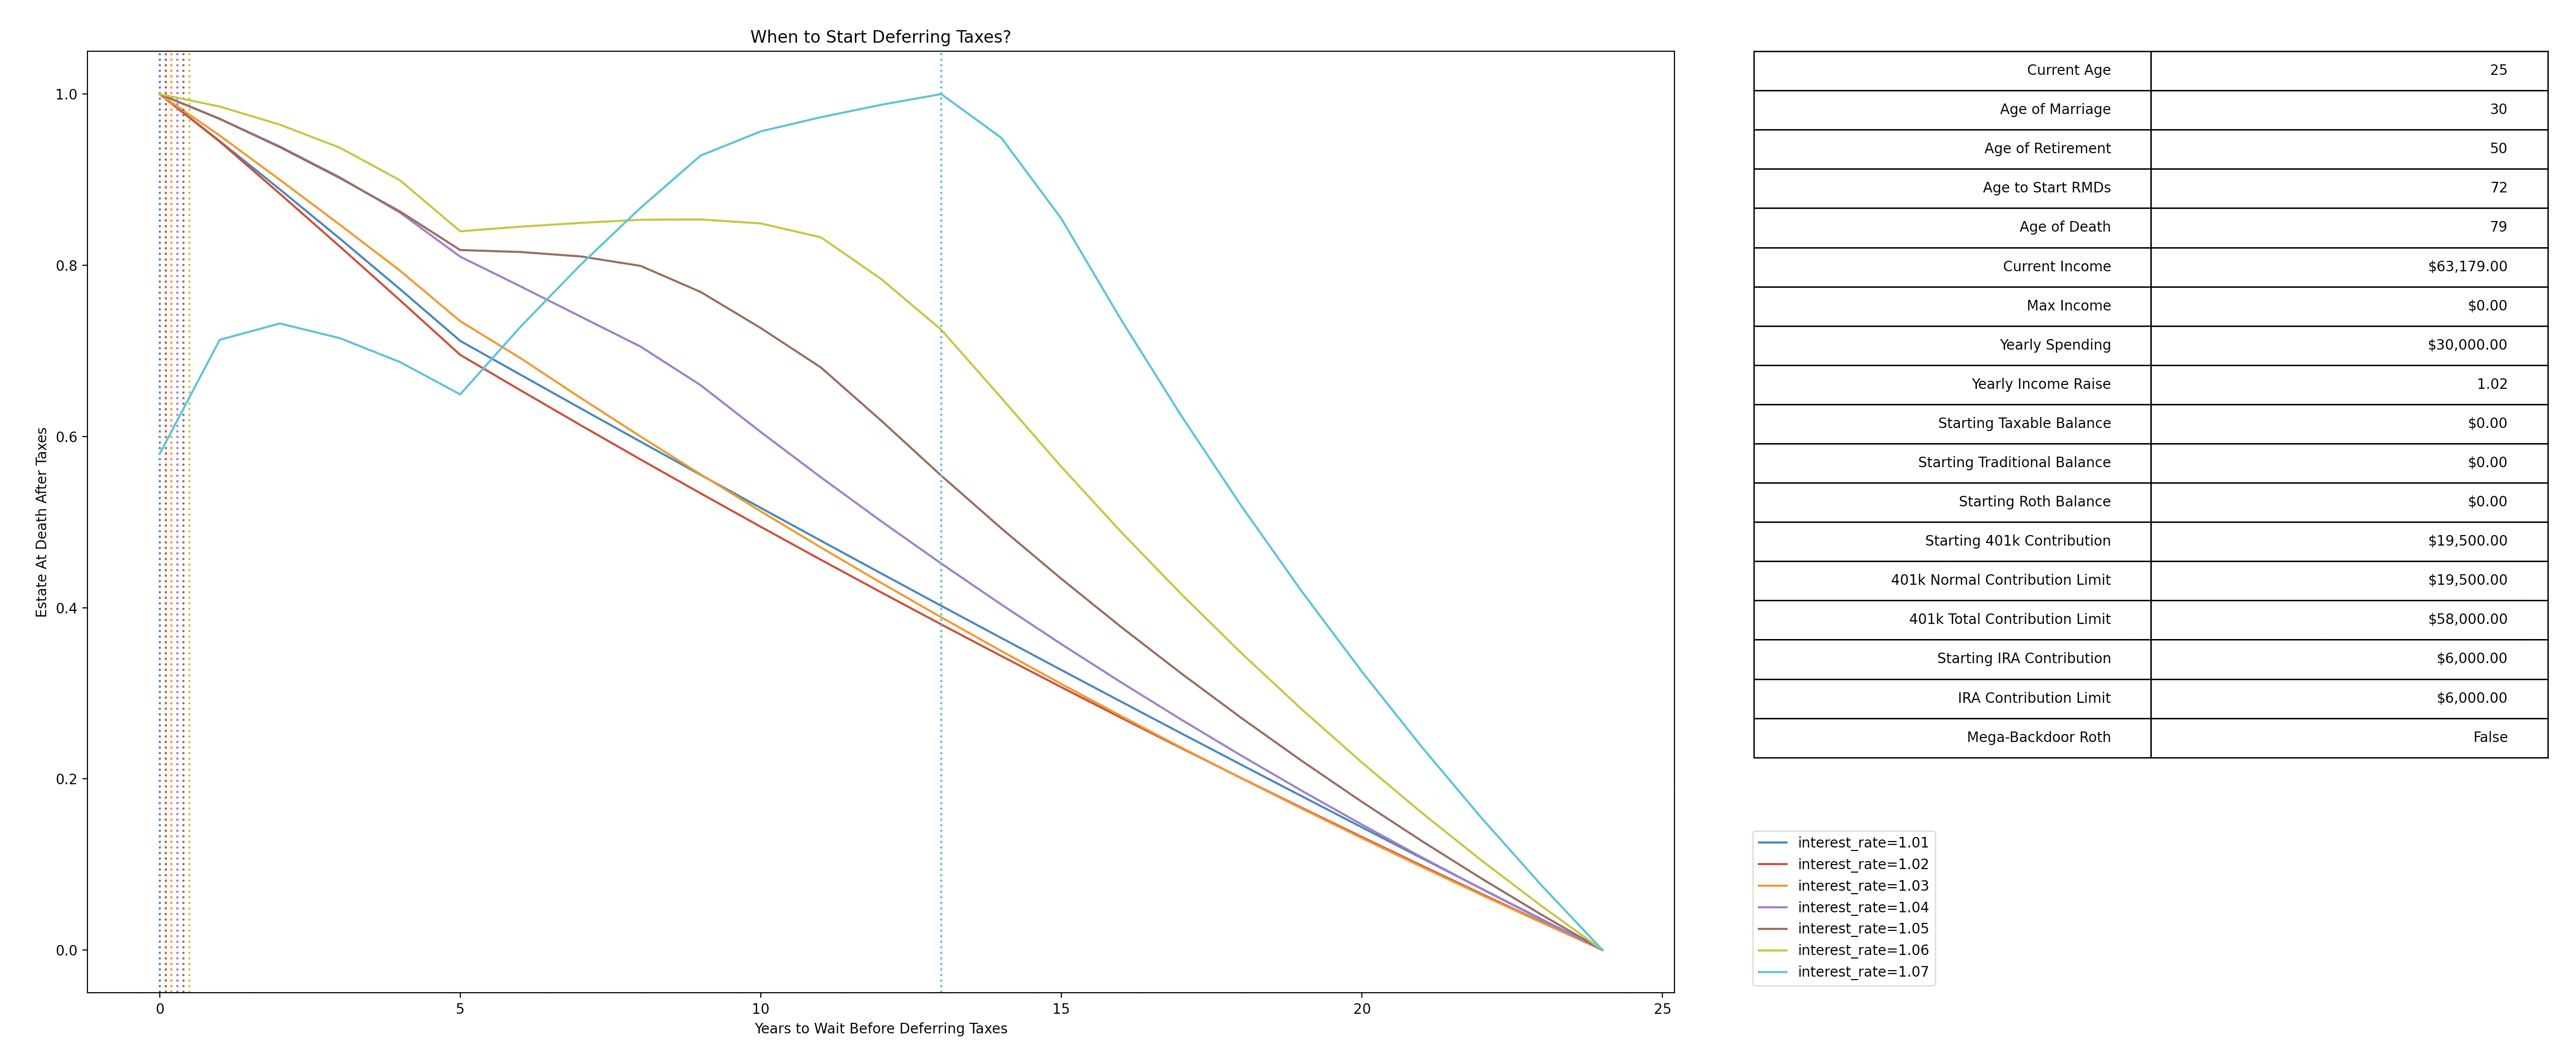 When to Start Deferring Taxes?
1.0
0.8
0.6
0.4
0.2
0.0
Estate At Death After Taxes
0 5 10 15 20 25
Years to Wait Before Deferring Taxes
Current Age 25
Age of Marriage 30
Age of Retirement 50
Age to Start RMDs 72
Age of Death 79
Current Income $63,179.00
Max Income $0.00
Yearly Spending $30,000.00
Yearly Income Raise 1.02
Starting Taxable Balance $0.00
Starting Traditional Balance $0.00
Starting Roth Balance $0.00
Starting 401k Contribution $19,500.00
401k Normal Contribution Limit $19,500.00
401k Total Contribution Limit $58,000.00
Starting IRA Contribution $6,000.00
IRA Contribution Limit $6,000.00
Mega-Backdoor Roth False
interest_rate=1.01
interest_rate=1.02
interest_rate=1.03
interest_rate=1.04
interest_rate=1.05
interest_rate=1.06
interest_rate=1.07